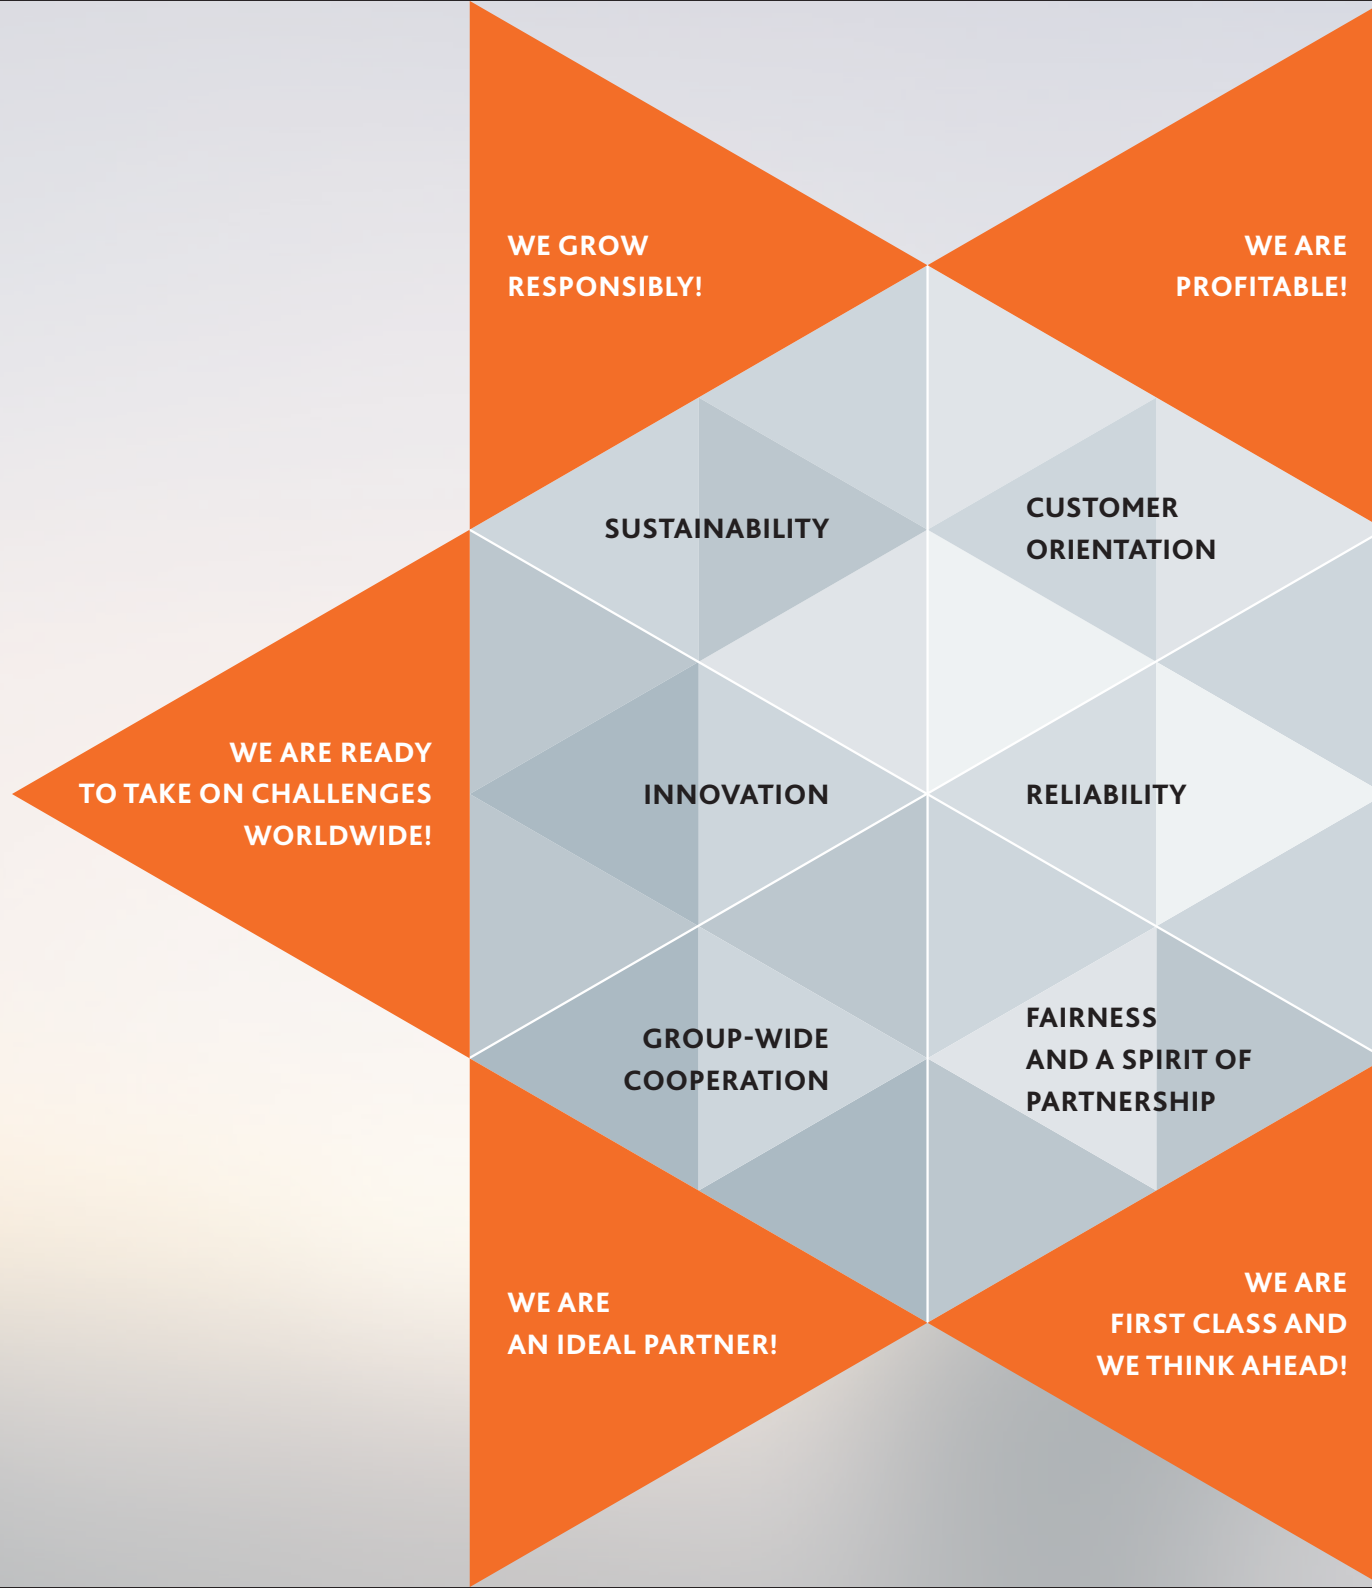 WE GROW
RESPONSIBLY!
WE ARE
PROFITABLE!
SUSTAINABILITY
CUSTOMER
ORIENTATION
WE ARE READY
TO TAKE ON CHALLENGES
WORLDWIDE!
INNOVATION
RELIABILITY
GROUP-WIDE
COOPERATION
FAIRNESS
AND A SPIRIT OF
PARTNERSHIP
WE ARE
AN IDEAL PARTNER!
WE ARE
FIRST CLASS AND
WE THINK AHEAD!